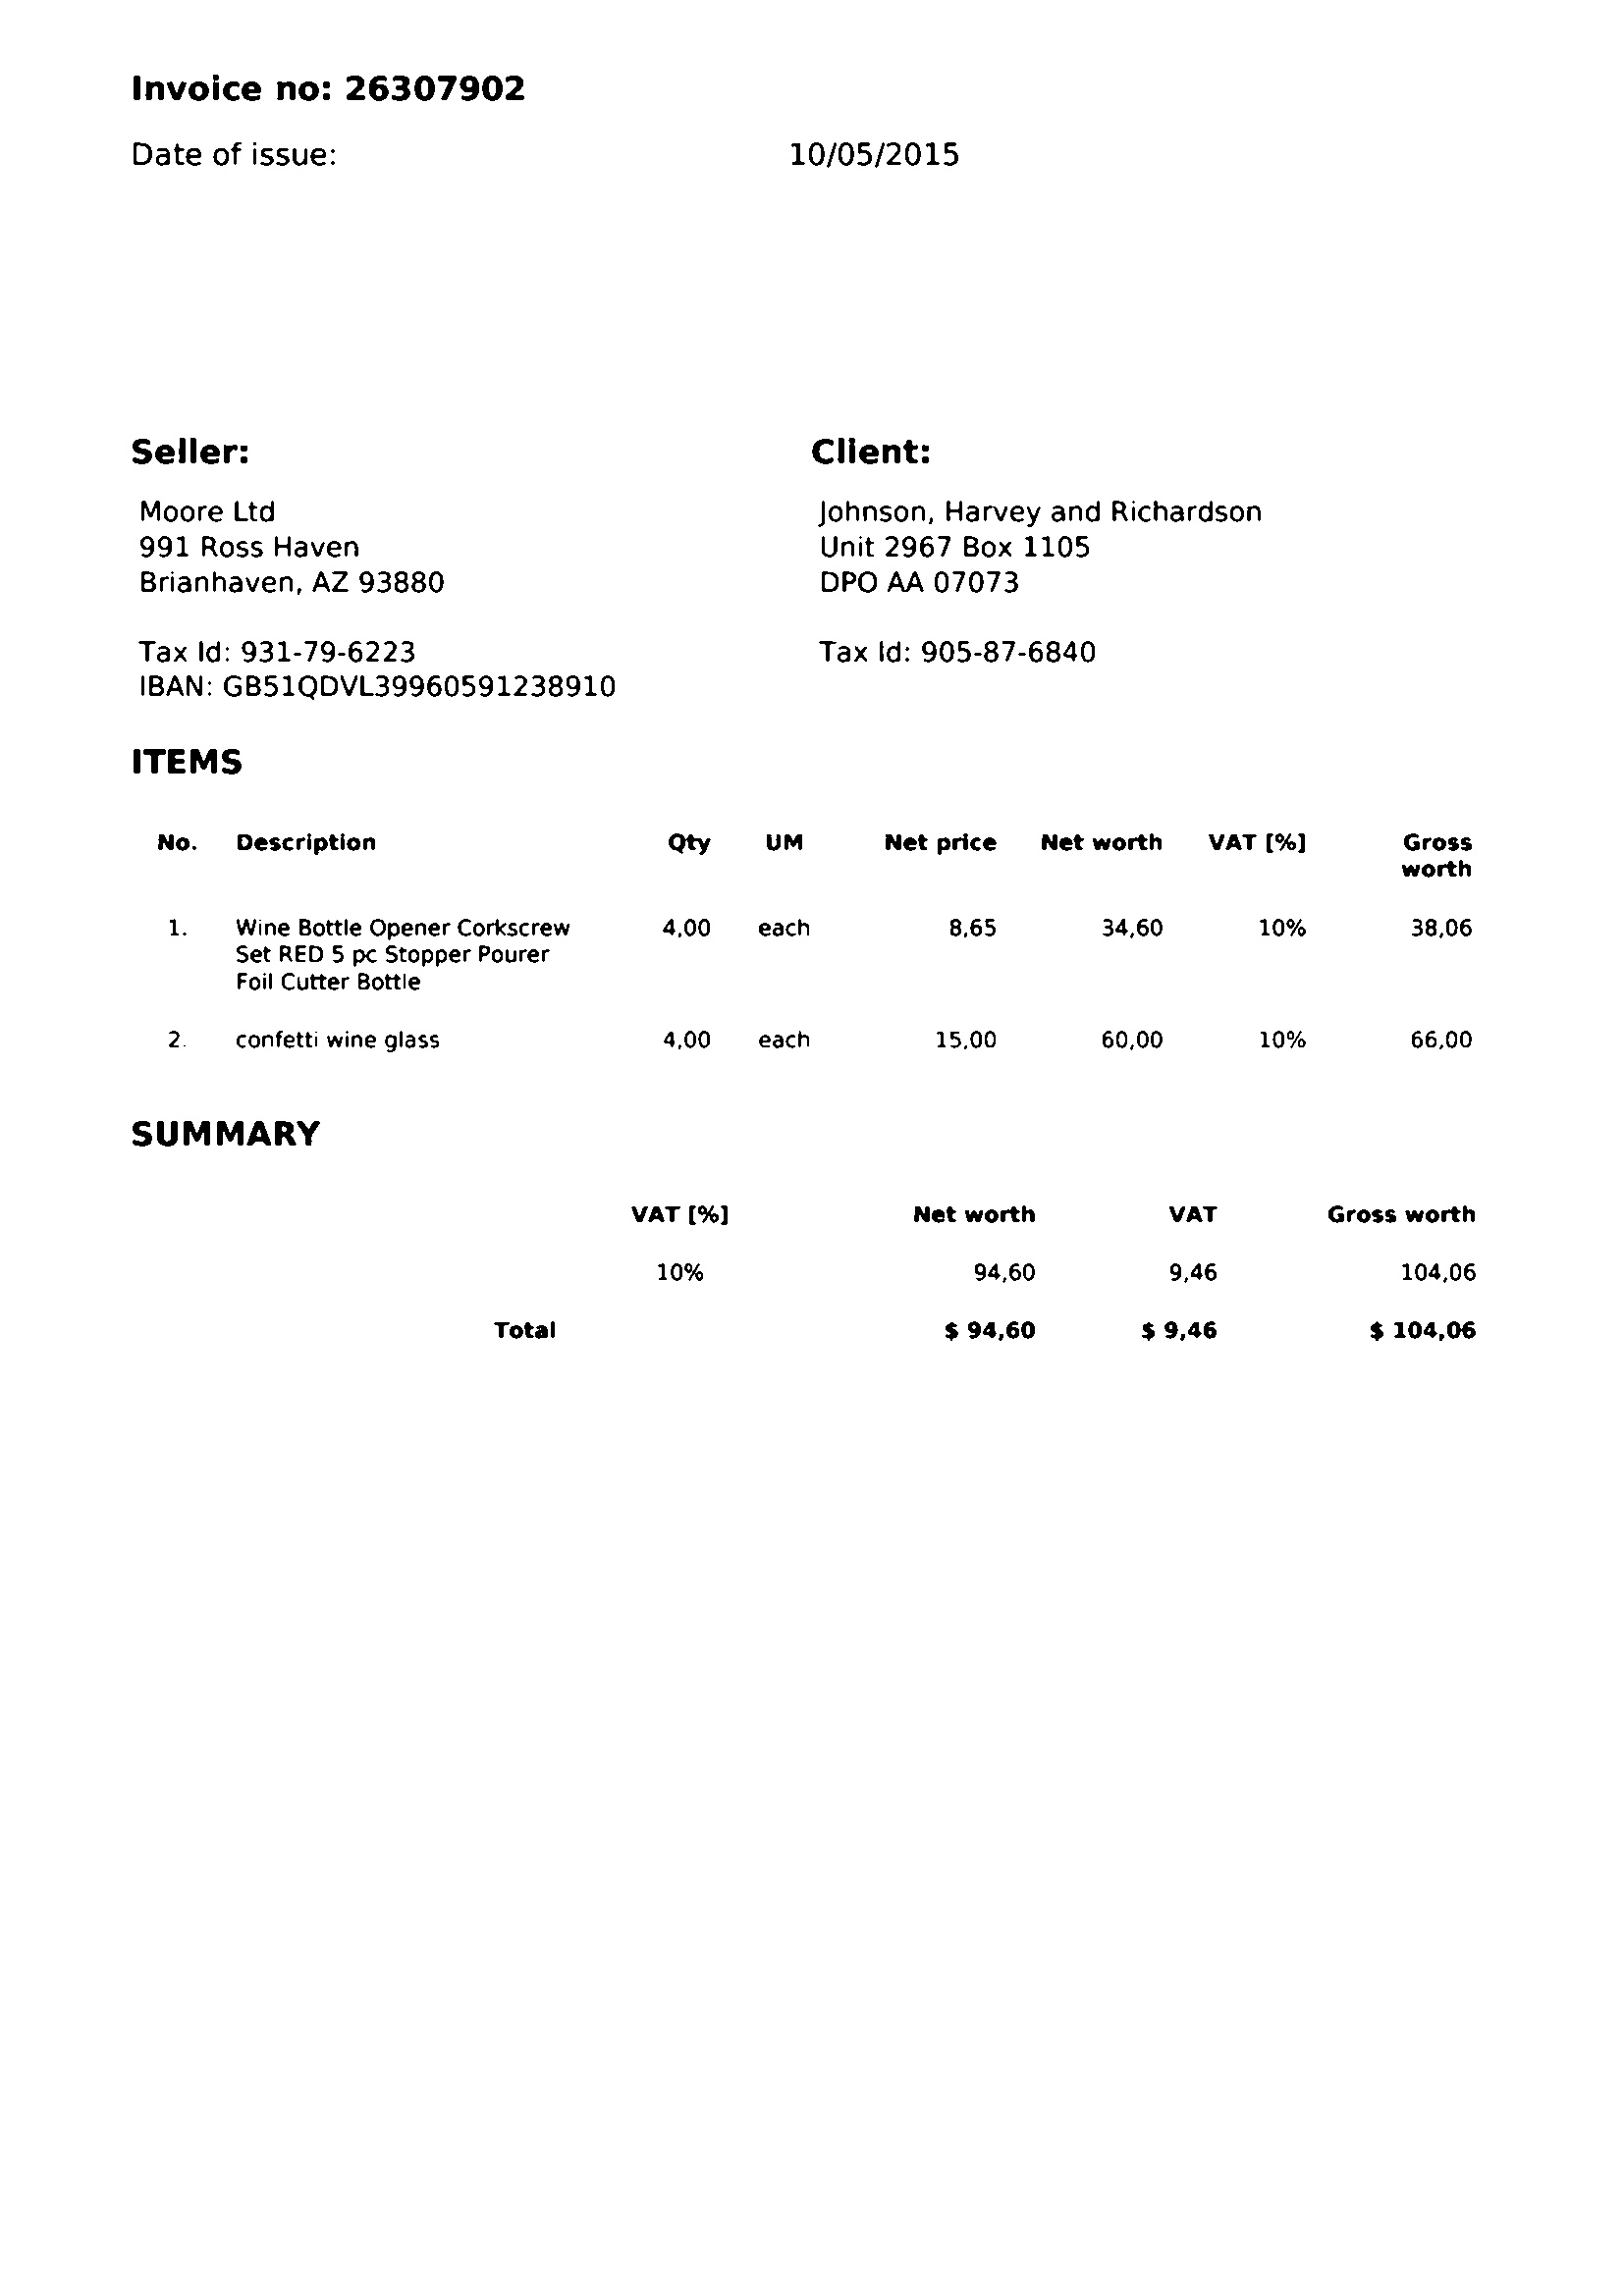 Invoice no: 26307902
Date of issue: 10/05/2015
Seller:
Moore Ltd
991 Ross Haven
Brianhaven, AZ 93880
Tax Id: 931-79-6223
IBAN: GB51QDVL39960591238910
Client:
Johnson, Harvey and Richardson
Unit 2967 Box 1105
DPO AA 07073
Tax Id: 905-87-6840
ITEMS
No. Description Qty UM Net price Net worth VAT [%] Gross
worth
1. Wine Bottle Opener Corkscrew 4,00 each 8,65 34,60 10% 38,06
Set RED 5 pc Stopper Pourer
Foil Cutter Bottle
2. confetti wine glass 4,00 each 15,00 60,00 10% 66,00
SUMMARY
VAT [%] Net worth VAT Gross worth
10% 94,60 9,46 104,06
Total $ 94,60 $ 9,46 $ 104,06